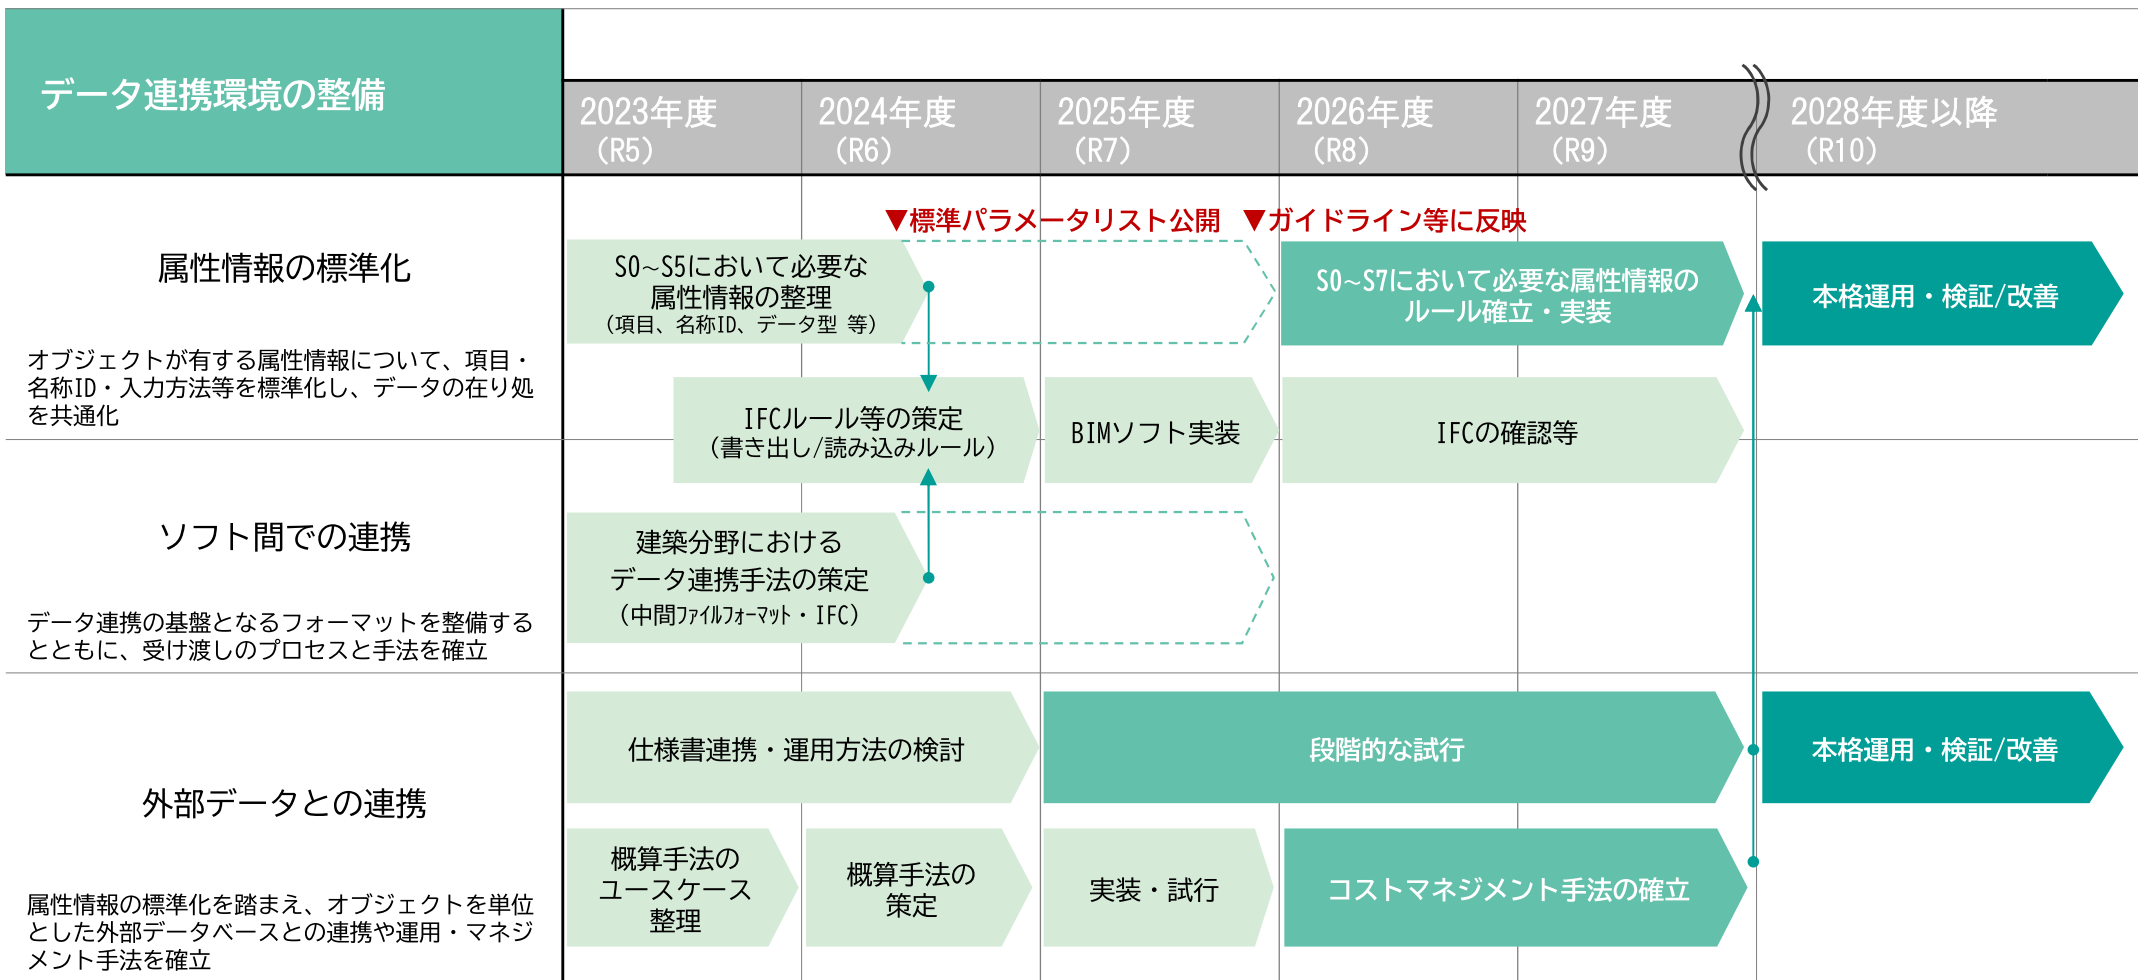 データ連携環境の整備
2023年度
（R5）
2024年度
（R6）
2025年度
（R7）
2026年度
（R8）
2027年度
（R9）
2028年度以降
（R10）
属性情報の標準化
オブジェクトが有する属性情報について、項目・
名称ID・入力方法等を標準化し、データの在り処
を共通化
▼標準パラメータリスト公開
▼ガイドライン等に反映
S0~S5において必要な
属性情報の整理
（項目、名称ID、データ型 等）
S0~S7において必要な属性情報の
ルール確立・実装
本格運用・検証/改善
IFCルール等の策定
（書き出し/読み込みルール）
BIMソフト実装
IFCの確認等
ソフト間での連携
データ連携の基盤となるフォーマットを整備する
とともに、受け渡しのプロセスと手法を確立
建築分野における
データ連携手法の策定
（中間ﾌｧｲﾙﾌｫｰﾏｯﾄ・IFC）
外部データとの連携
属性情報の標準化を踏まえ、オブジェクトを単位
とした外部データベースとの連携や運用・マネジ
メント手法を確立
仕様書連携・運用方法の検討
段階的な試行
本格運用・検証/改善
概算手法の
ユースケース
整理
概算手法の
策定
実装・試行
コストマネジメント手法の確立